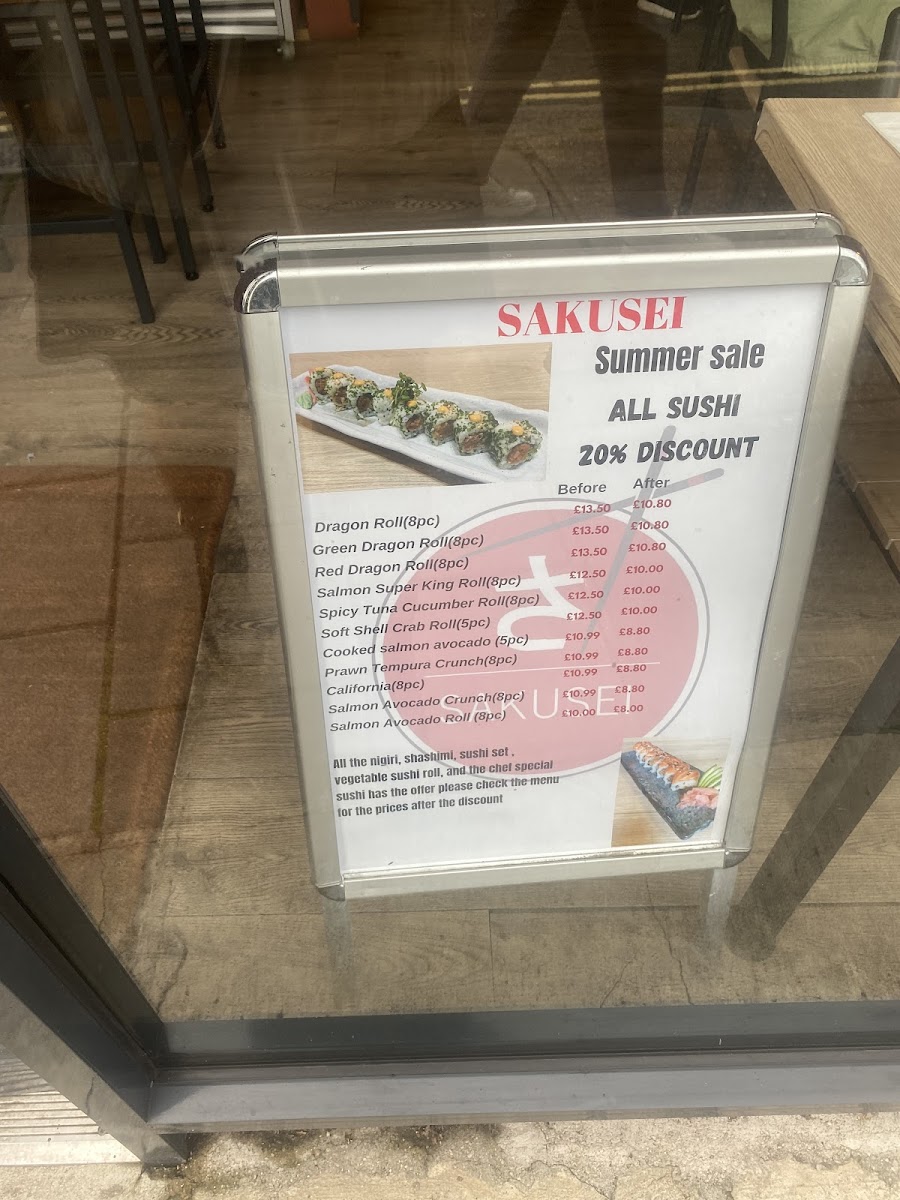 SAKUSEI
Summer sale
ALL SUSHI
20% DISCOUNT
Before After
Dragon Roll(8pc) £13.50 £10.80
Green Dragon Roll(8pc) £13.50 £10.80
Red Dragon Roll(8pc) £13.50 £10.80
Salmon Super King Roll(8pc) £12.50 £10.00
Spicy Tuna Cucumber Roll(8pc) £12.50 £10.00
Soft Shell Crab Roll(5pc) £12.50 £10.00
Cooked salmon avocado (5pc) £10.99 £8.80
Prawn Tempura Crunch(8pc) £10.99 £8.80
California(8pc) £10.99 £8.80
Salmon Avocado Crunch(8pc) £10.99 £8.80
Salmon Avocado Roll (8pc) £10.00 £8.00
さ
SAKUSEI
All the nigiri, shashimi, sushi set ,
vegetable sushi roll, and the chef special
sushi has the offer please check the menu
for the prices after the discount